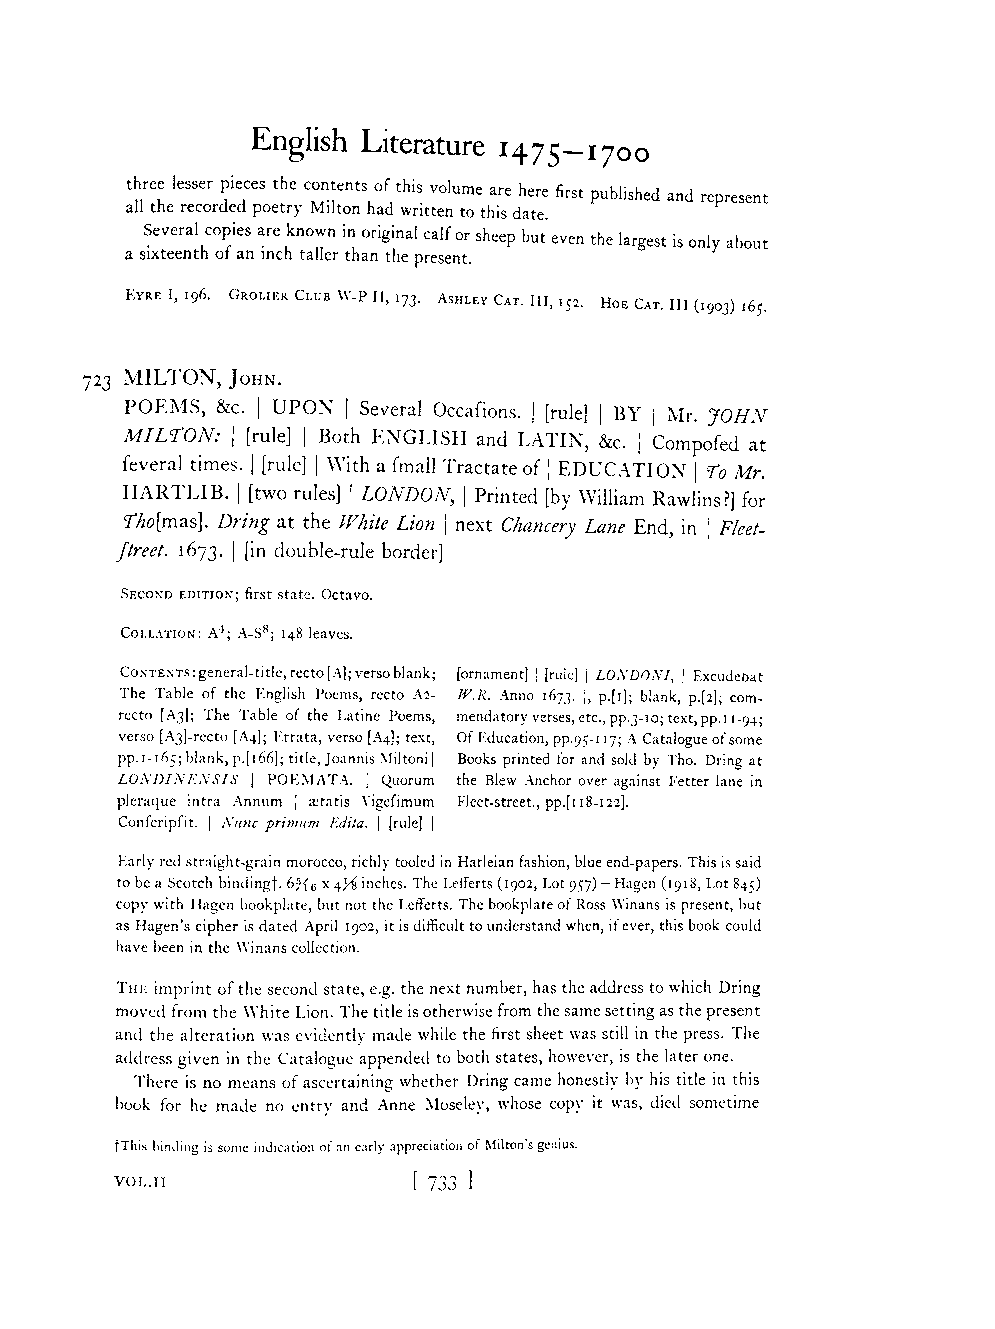 English Literature 1475–1700
three lesser pieces the contents of this volume are here first published and represent
all the recorded poetry Milton had written to this date.
Several copies are known in original calf or sheep but even the largest is only about
a sixteenth of an inch taller than the present.
EYRE I, 196. GROLIER CLUB W-P II, 173. ASHLEY CAT. III, 152. HOE CAT. III (1903) 165.
723 MILTON, JOHN.
POEMS, &c. | UPON | Several Occaſions. | [rule] | BY | Mr. JOHN
MILTON: | [rule] | Both ENGLISH and LATIN, &c. | Compoſed at
ſeveral times. | [rule] | With a ſmall Tractate of | EDUCATION | To Mr.
HARTLIB. | [two rules] | LONDON, | Printed [by William Rawlins?] for
Tho[mas]. Dring at the White Lion | next Chancery Lane End, in | Fleet-
ſtreet. 1673. | [in double-rule border]
SECOND EDITION; first state. Octavo.
COLLATION: A⁴; A-S⁸; 148 leaves.
CONTENTS: general-title, recto [A]; verso blank;
The Table of the English Poems, recto A2-
recto [A3]; The Table of the Latine Poems,
verso [A3]-recto [A4]; Errata, verso [A4]; text,
pp.1-165; blank, p.[166]; title, Joannis Miltoni |
LONDINENSIS | POEMATA. | Quorum
pleraque intra Annum | ætatis Vigeſimum
Conſcripſit. | Nunc primum Edita. | [rule] |
[ornament] | [rule] | LONDONI, | Excudebat
W.R. Anno 1673. |, p.[1]; blank, p.[2]; com-
mendatory verses, etc., pp.3-10; text, pp.11-94;
Of Education, pp.95-117; A Catalogue of some
Books printed for and sold by Tho. Dring at
the Blew Anchor over against Fetter lane in
Fleet-street., pp.[118-122].
Early red straight-grain morocco, richly tooled in Harleian fashion, blue end-papers. This is said
to be a Scotch binding†. 6 5/16 x 4 1/8 inches. The Lefferts (1902, Lot 957) – Hagen (1918, Lot 845)
copy with Hagen bookplate, but not the Lefferts. The bookplate of Ross Winans is present, but
as Hagen's cipher is dated April 1902, it is difficult to understand when, if ever, this book could
have been in the Winans collection.
THE imprint of the second state, e.g. the next number, has the address to which Dring
moved from the White Lion. The title is otherwise from the same setting as the present
and the alteration was evidently made while the first sheet was still in the press. The
address given in the Catalogue appended to both states, however, is the later one.
There is no means of ascertaining whether Dring came honestly by his title in this
book for he made no entry and Anne Moseley, whose copy it was, died sometime
†This binding is some indication of an early appreciation of Milton's genius.
VOL.II [ 733 ]